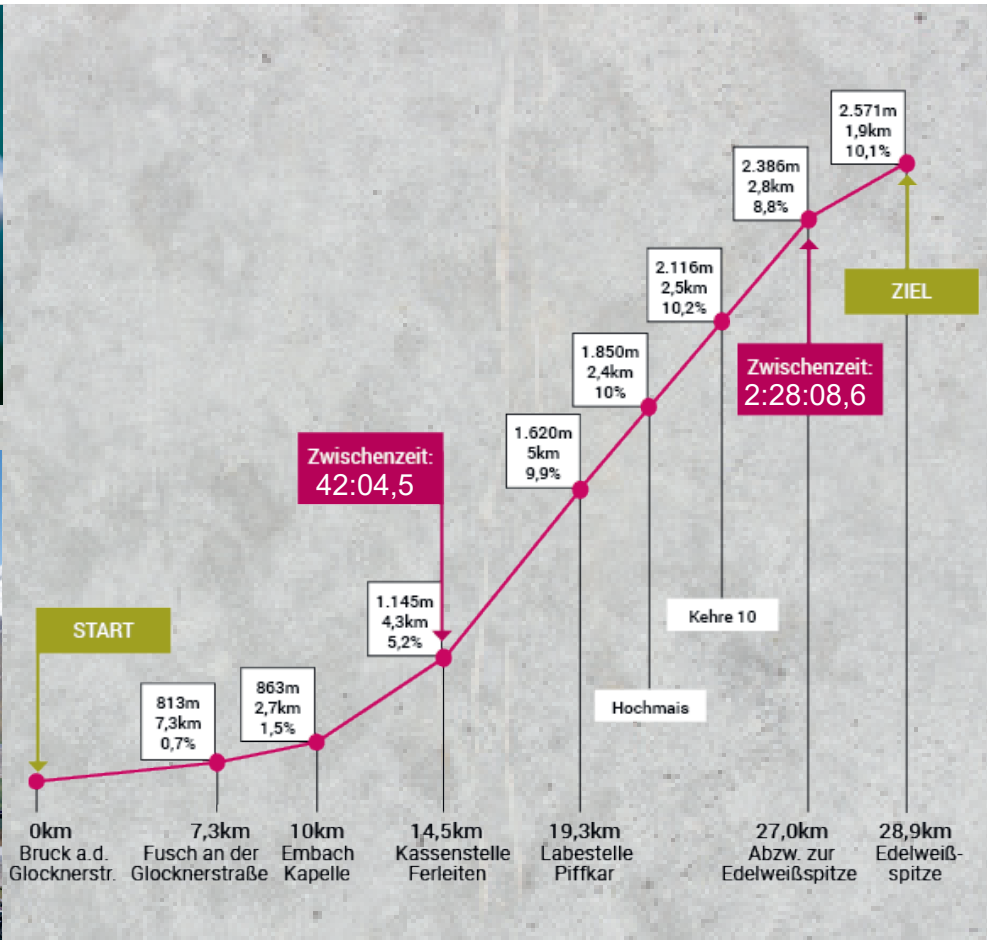 2.571m
1,9km
10,1%
2.386m
2,8km
8,8%
2.116m
2,5km
10,2%
ZIEL
1.850m
2,4km
10%
Zwischenzeit:
2:28:08,6
1.620m
5km
9,9%
Zwischenzeit:
42:04,5
1.145m
4,3km
5,2%
START
Kehre 10
813m
7,3km
0,7%
863m
2,7km
1,5%
Hochmais
0km
Bruck a.d.
Glocknerstr.
7,3km
Fusch an der
Glocknerstraße
10km
Embach
Kapelle
14,5km
Kassenstelle
Ferleiten
19,3km
Labestelle
Piffkar
27,0km
Abzw. zur
Edelweißspitze
28,9km
Edelweiß-
spitze